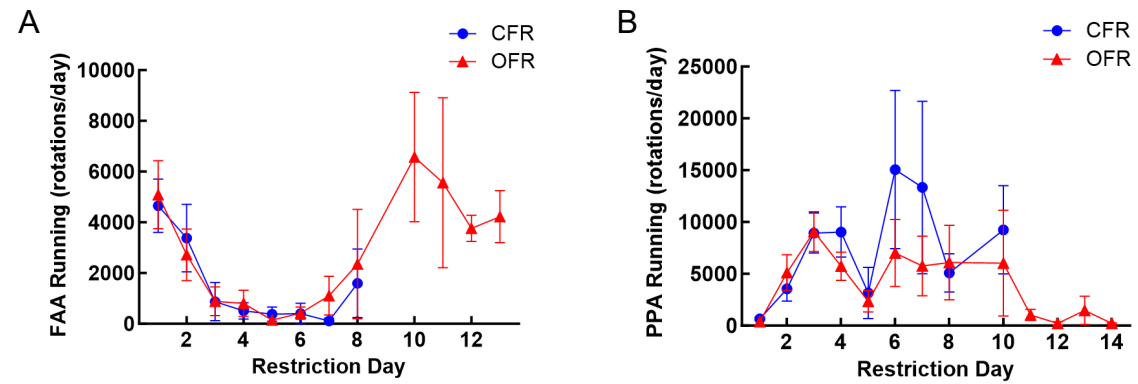 A
CFR
OFR
FAA Running (rotations/day)
10000
8000
6000
4000
2000
0
2 4 6 8 10 12
Restriction Day
B
CFR
OFR
PPA Running (rotations/day)
25000
20000
15000
10000
5000
0
2 4 6 8 10 12 14
Restriction Day